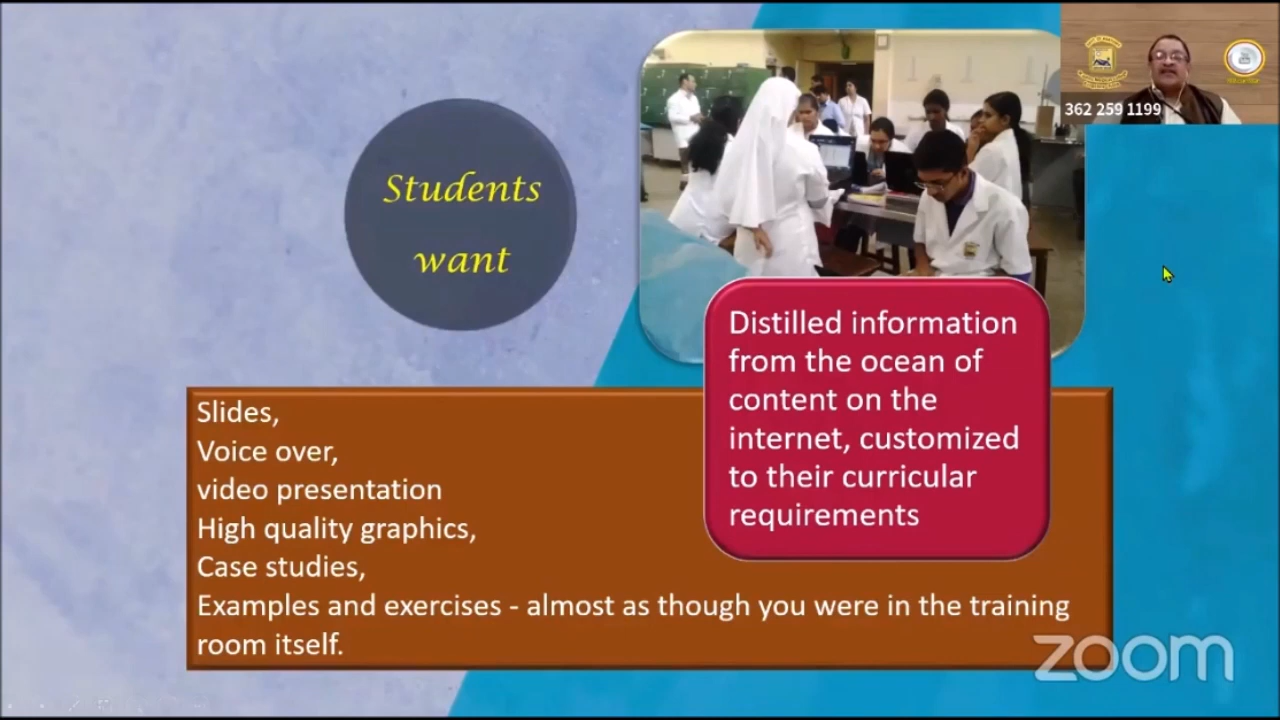 362 259 1199
Students
want
Distilled information
from the ocean of
content on the
internet, customized
to their curricular
requirements
Slides,
Voice over,
video presentation
High quality graphics,
Case studies,
Examples and exercises - almost as though you were in the training
room itself.
zoom